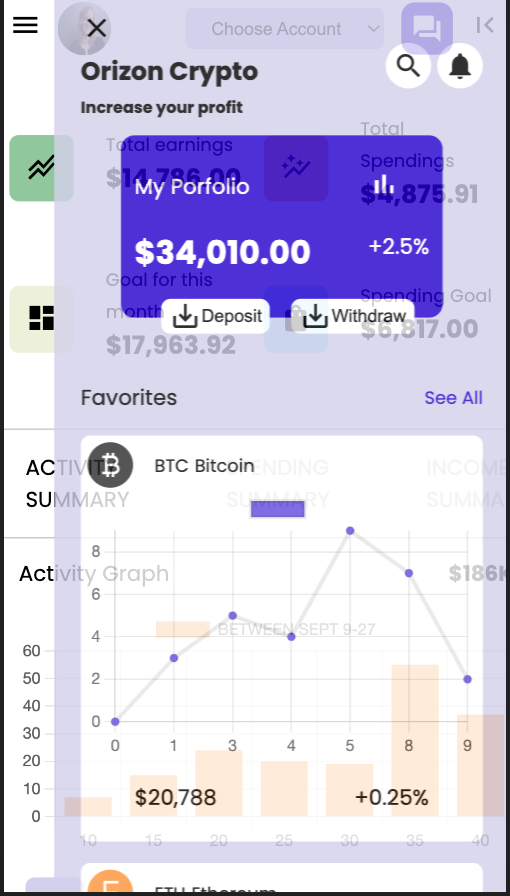 Choose Account
Orizon Crypto
Increase your profit
Total earnings
$14,786.00
Total
Spendings
$4,875.91
My Porfolio
$34,010.00
+2.5%
Goal for this
month
$17,963.92
Spending Goal
$6,817.00
Deposit
Withdraw
Favorites
See All
ACTIVITY
SUMMARY
SPENDING
SUMMARY
INCOME
SUMMARY
BTC Bitcoin
Activity Graph
$186K
BETWEEN SEPT 9-27
8
6
4
2
0
0 1 3 4 5 8 9
60
50
40
30
20
10
0
$20,788
+0.25%
10 15 20 25 30 35 40
ETH Ethereum